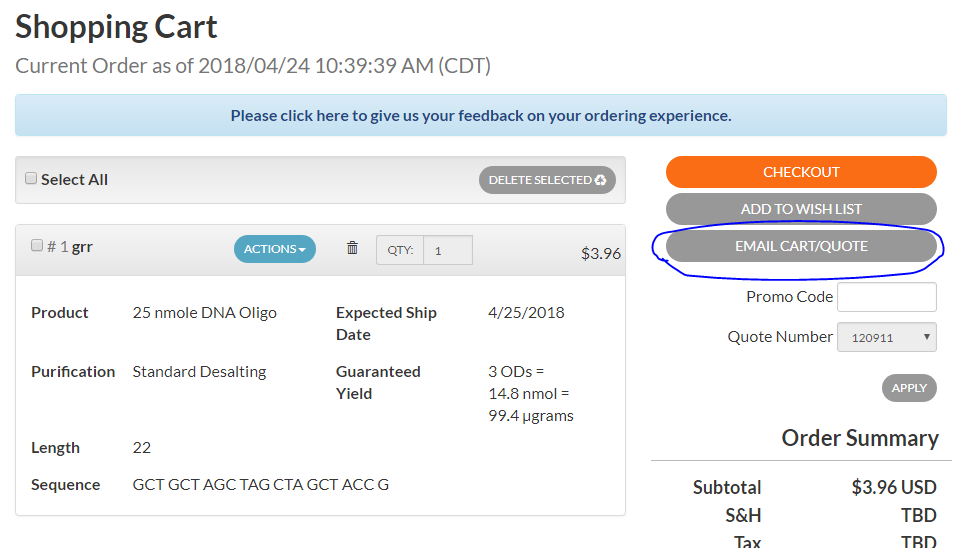 Shopping Cart
Current Order as of 2018/04/24 10:39:39 AM (CDT)
Please click here to give us your feedback on your ordering experience.
Select All
DELETE SELECTED
CHECKOUT
ADD TO WISH LIST
EMAIL CART/QUOTE
# 1 grr
ACTIONS
QTY: 1
$3.96
Promo Code
Quote Number 120911
APPLY
Product 25 nmole DNA Oligo
Expected Ship
Date
4/25/2018
Purification Standard Desalting
Guaranteed
Yield
3 ODs =
14.8 nmol =
99.4 µgrams
Length 22
Sequence GCT GCT AGC TAG CTA GCT ACC G
Order Summary
Subtotal $3.96 USD
S&H TBD
Tax TBD